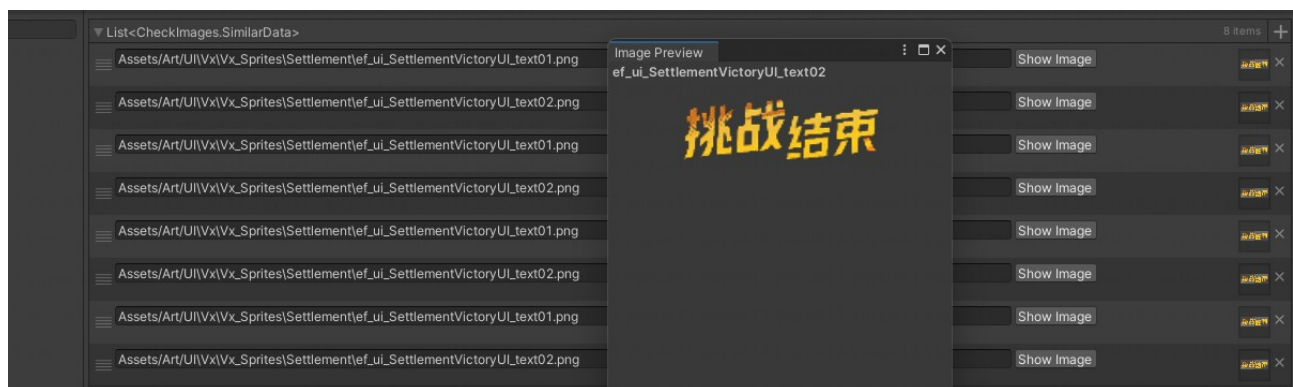 List<CheckImages.SimilarData>
8 items
Assets/Art/UI\Vx\Vx_Sprites\Settlement\ef_ui_SettlementVictoryUI_text01.png
Image Preview
Show Image
ef_ui_SettlementVictoryUI_text02
Assets/Art/UI\Vx\Vx_Sprites\Settlement\ef_ui_SettlementVictoryUI_text02.png
Show Image
挑战结束
Assets/Art/UI\Vx\Vx_Sprites\Settlement\ef_ui_SettlementVictoryUI_text01.png
Show Image
Assets/Art/UI\Vx\Vx_Sprites\Settlement\ef_ui_SettlementVictoryUI_text02.png
Show Image
Assets/Art/UI\Vx\Vx_Sprites\Settlement\ef_ui_SettlementVictoryUI_text01.png
Show Image
Assets/Art/UI\Vx\Vx_Sprites\Settlement\ef_ui_SettlementVictoryUI_text02.png
Show Image
Assets/Art/UI\Vx\Vx_Sprites\Settlement\ef_ui_SettlementVictoryUI_text01.png
Show Image
Assets/Art/UI\Vx\Vx_Sprites\Settlement\ef_ui_SettlementVictoryUI_text02.png
Show Image